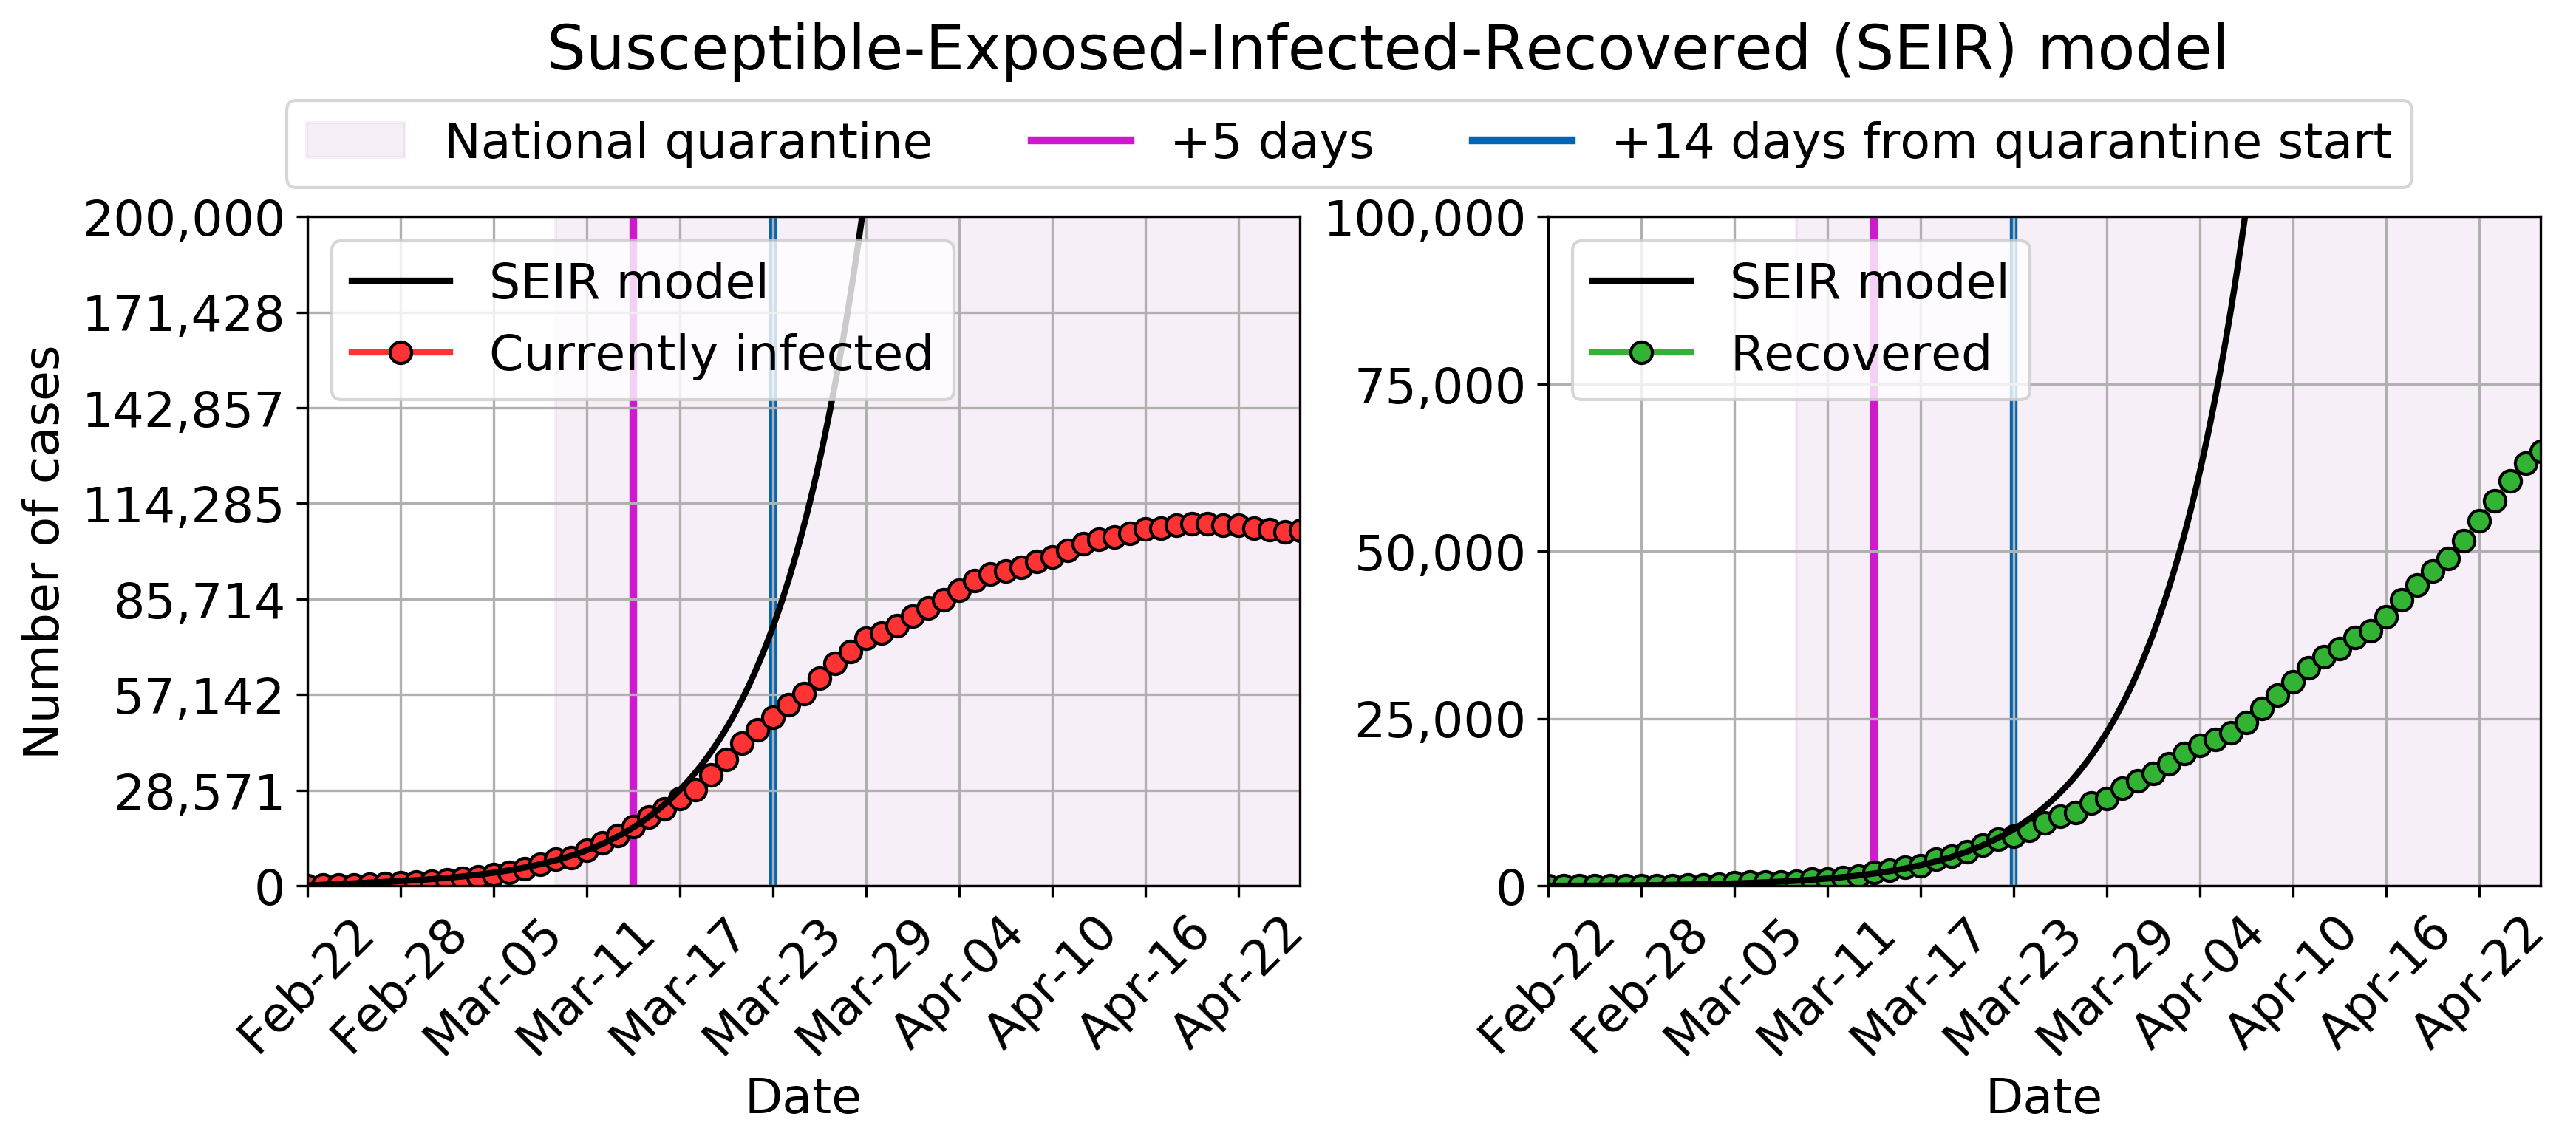 Susceptible-Exposed-Infected-Recovered (SEIR) model
National quarantine
+5 days
+14 days from quarantine start
Number of cases
200,000
171,428
142,857
114,285
85,714
57,142
28,571
0
SEIR model
Currently infected
Feb-22
Feb-28
Mar-05
Mar-11
Mar-17
Mar-23
Mar-29
Apr-04
Apr-10
Apr-16
Apr-22
Date
100,000
75,000
50,000
25,000
0
SEIR model
Recovered
Feb-22
Feb-28
Mar-05
Mar-11
Mar-17
Mar-23
Mar-29
Apr-04
Apr-10
Apr-16
Apr-22
Date